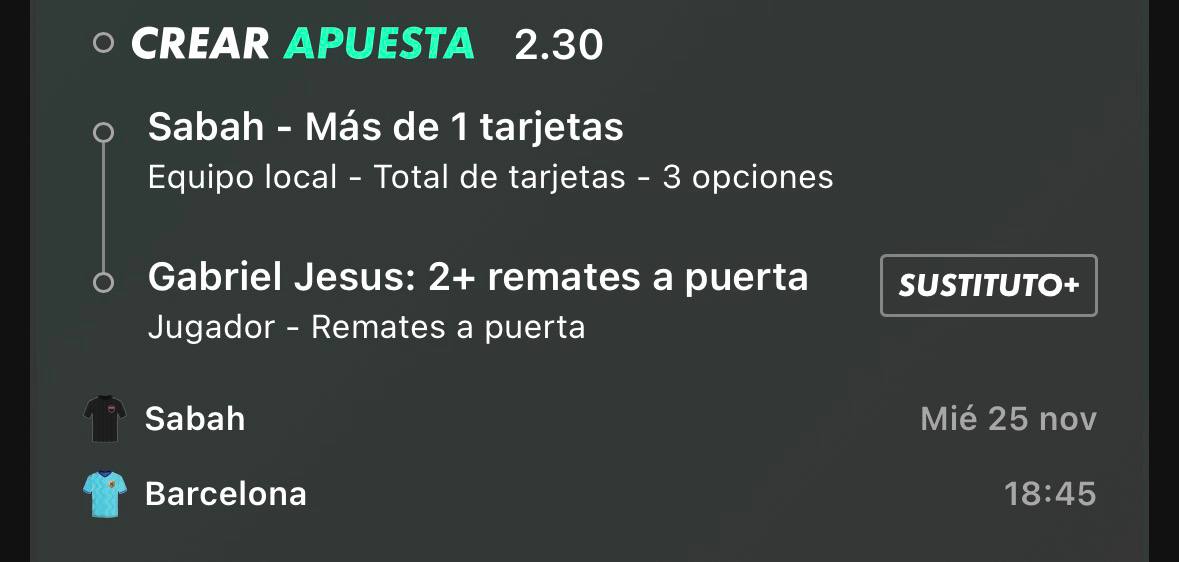 CREAR APUESTA 2.30
Sabah - Más de 1 tarjetas
Equipo local - Total de tarjetas - 3 opciones
Gabriel Jesus: 2+ remates a puerta
SUSTITUTO+
Jugador - Remates a puerta
Sabah
Mié 25 nov
Barcelona
18:45